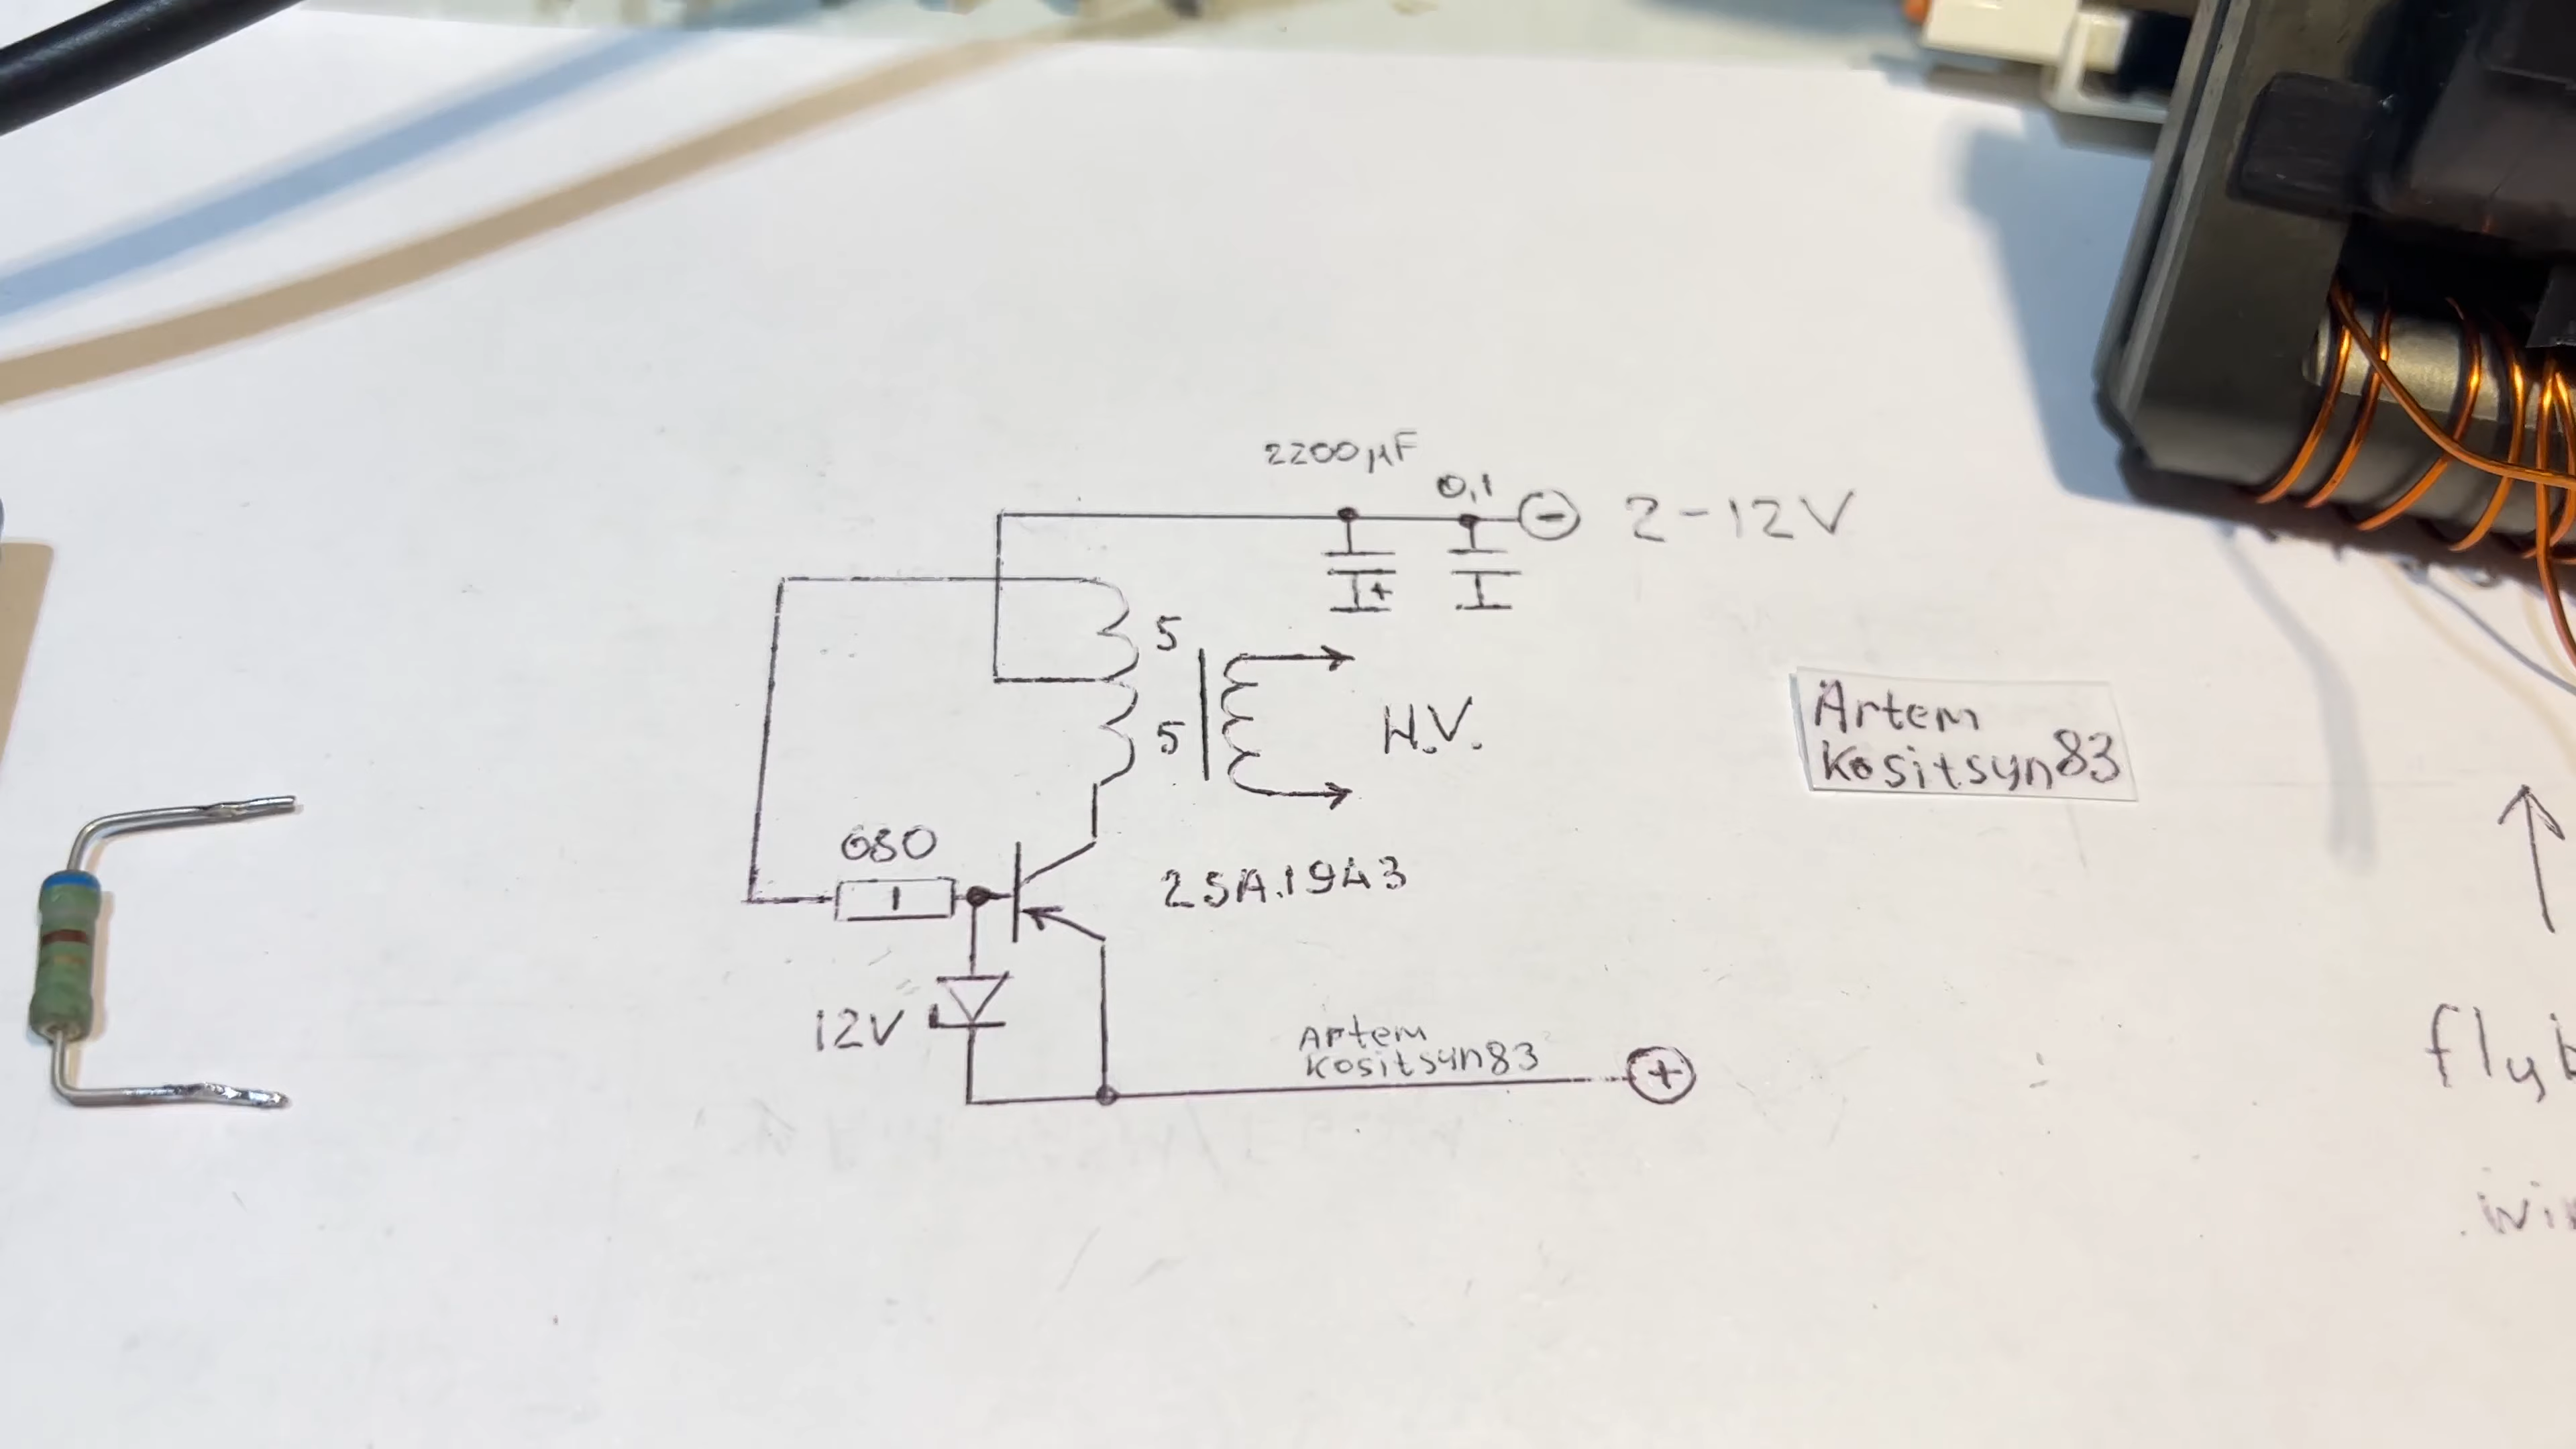 2200µF
0,1
- 2-12V
5
5
H.V.
Artem
Kositsyn83
680
2SA1943
12V
Artem
Kositsyn83
+